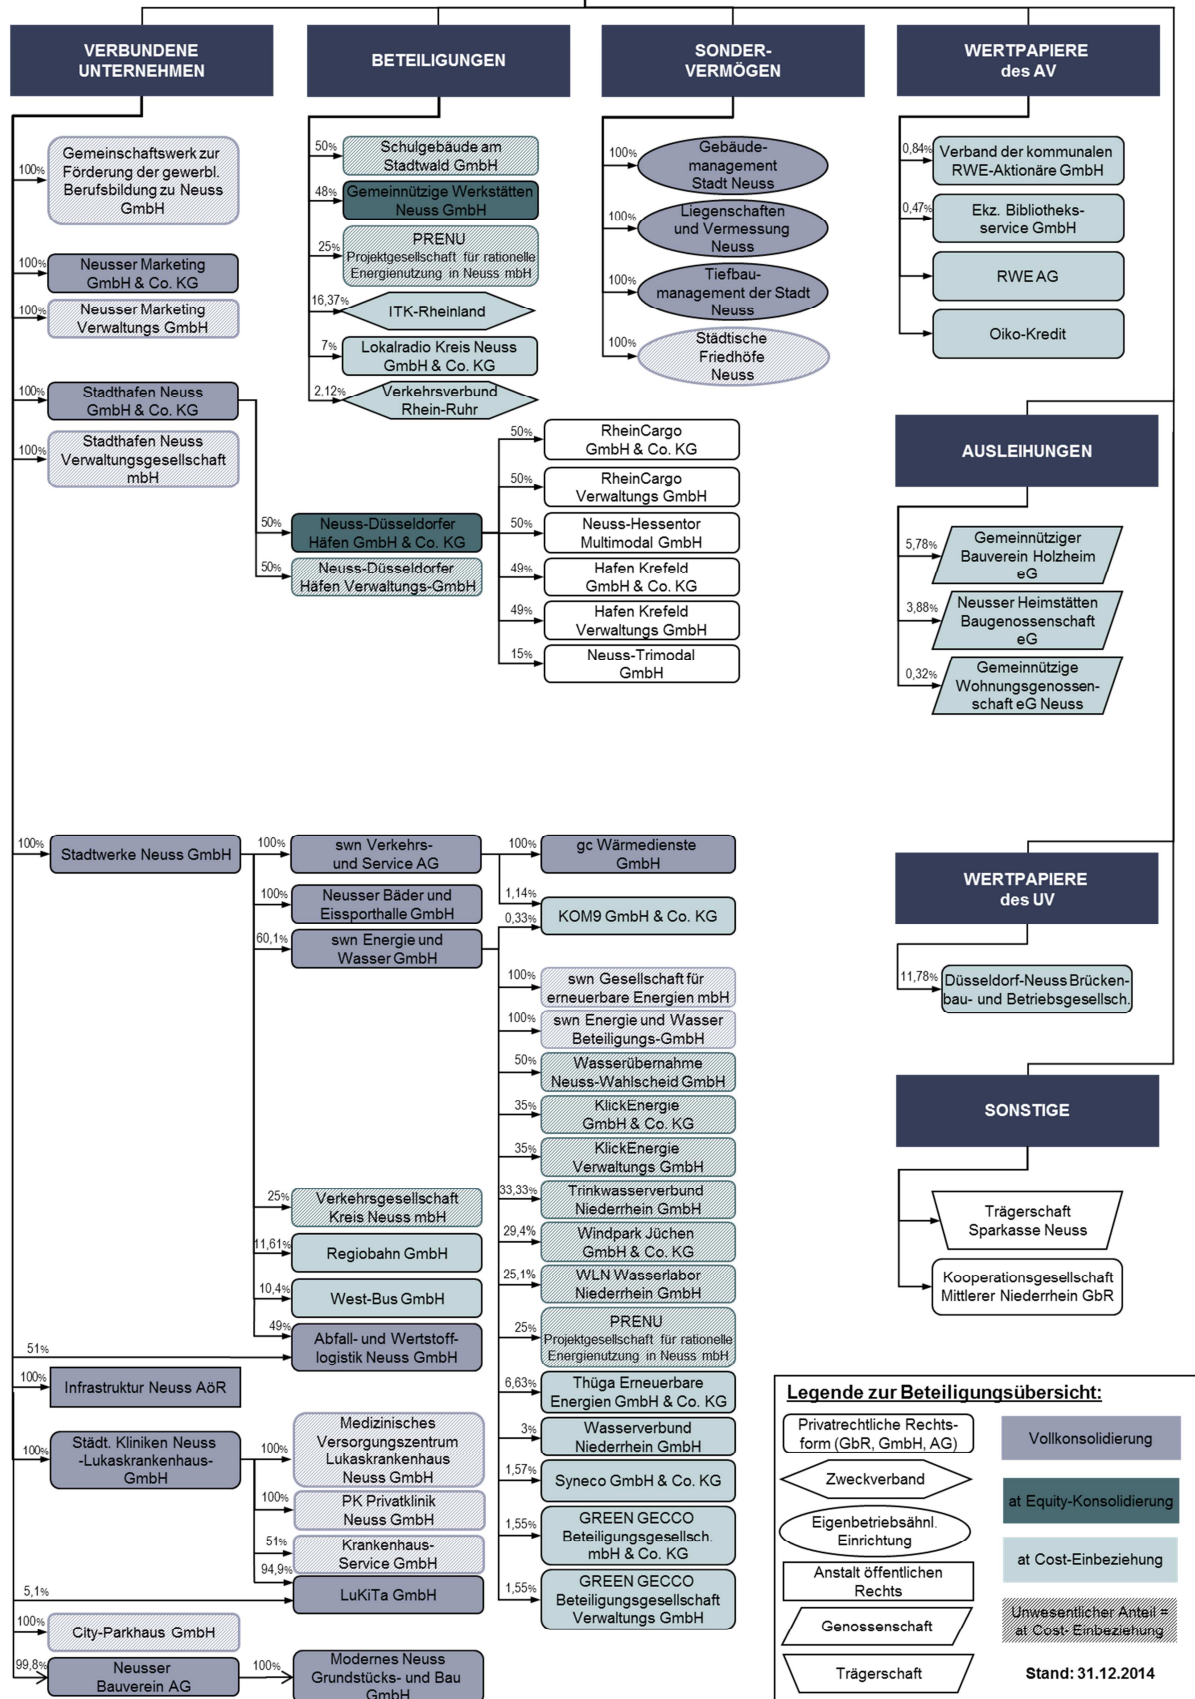 VERBUNDENE
UNTERNEHMEN
BETEILIGUNGEN
SONDER-
VERMÖGEN
WERTPAPIERE
des AV
100%
Gemeinschaftswerk zur
Förderung der gewerbl.
Berufsbildung zu Neuss
GmbH
100%
Neusser Marketing
GmbH & Co. KG
100%
Neusser Marketing
Verwaltungs GmbH
100%
Stadthafen Neuss
GmbH & Co. KG
100%
Stadthafen Neuss
Verwaltungsgesellschaft
mbH
50%
Schulgebäude am
Stadtwald GmbH
48%
Gemeinnützige Werkstätten
Neuss GmbH
25%
PRENU
Projektgesellschaft für rationelle
Energienutzung in Neuss mbH
16,37%
ITK-Rheinland
7%
Lokalradio Kreis Neuss
GmbH & Co. KG
2,12%
Verkehrsverbund
Rhein-Ruhr
100%
Gebäude-
management
Stadt Neuss
100%
Liegenschaften
und Vermessung
Neuss
100%
Tiefbau-
management der Stadt
Neuss
100%
Städtische
Friedhöfe
Neuss
0,84%
Verband der kommunalen
RWE-Aktionäre GmbH
0,47%
Ekz. Bibliotheks-
service GmbH
RWE AG
Oiko-Kredit
50%
Neuss-Düsseldorfer
Häfen GmbH & Co. KG
50%
Neuss-Düsseldorfer
Häfen Verwaltungs-GmbH
50%
RheinCargo
GmbH & Co. KG
50%
RheinCargo
Verwaltungs GmbH
50%
Neuss-Hessentor
Multimodal GmbH
49%
Hafen Krefeld
GmbH & Co. KG
49%
Hafen Krefeld
Verwaltungs GmbH
15%
Neuss-Trimodal
GmbH
AUSLEIHUNGEN
5,78%
Gemeinnütziger
Bauverein Holzheim
eG
3,88%
Neusser Heimstätten
Baugenossenschaft
eG
0,32%
Gemeinnützige
Wohnungsgenossen-
schaft eG Neuss
100%
Stadtwerke Neuss GmbH
100%
swn Verkehrs-
und Service AG
100%
Neusser Bäder und
Eissporthalle GmbH
60,1%
swn Energie und
Wasser GmbH
25%
Verkehrsgesellschaft
Kreis Neuss mbH
11,61%
Regiobahn GmbH
10,4%
West-Bus GmbH
49%
Abfall- und Wertstoff-
logistik Neuss GmbH
51%
100%
gc Wärmedienste
GmbH
1,14%
0,33%
KOM9 GmbH & Co. KG
100%
swn Gesellschaft für
erneuerbare Energien mbH
100%
swn Energie und Wasser
Beteiligungs-GmbH
50%
Wasserübernahme
Neuss-Wahlscheid GmbH
35%
KlickEnergie
GmbH & Co. KG
35%
KlickEnergie
Verwaltungs GmbH
33,33%
Trinkwasserverbund
Niederrhein GmbH
29,4%
Windpark Jüchen
GmbH & Co. KG
25,1%
WLN Wasserlabor
Niederrhein GmbH
25%
PRENU
Projektgesellschaft für rationelle
Energienutzung in Neuss mbH
6,63%
Thüga Erneuerbare
Energien GmbH & Co. KG
3%
Wasserverbund
Niederrhein GmbH
1,57%
Syneco GmbH & Co. KG
1,55%
GREEN GECCO
Beteiligungsgesellsch.
mbH & Co. KG
1,55%
GREEN GECCO
Beteiligungsgesellschaft
Verwaltungs GmbH
WERTPAPIERE
des UV
11,78%
Düsseldorf-Neuss Brücken-
bau- und Betriebsgesellsch.
SONSTIGE
Trägerschaft
Sparkasse Neuss
Kooperationsgesellschaft
Mittlerer Niederrhein GbR
100%
Infrastruktur Neuss AöR
100%
Städt. Kliniken Neuss
-Lukaskrankenhaus-
GmbH
100%
Medizinisches
Versorgungszentrum
Lukaskrankenhaus
Neuss GmbH
100%
PK Privatklinik
Neuss GmbH
51%
Krankenhaus-
Service GmbH
94,9%
LuKiTa GmbH
5,1%
100%
City-Parkhaus GmbH
99,8%
Neusser
Bauverein AG
100%
Modernes Neuss
Grundstücks- und Bau
GmbH
Legende zur Beteiligungsübersicht:
Privatrechtliche Rechts-
form (GbR, GmbH, AG)
Zweckverband
Eigenbetriebsähnl.
Einrichtung
Anstalt öffentlichen
Rechts
Genossenschaft
Trägerschaft
Vollkonsolidierung
at Equity-Konsolidierung
at Cost-Einbeziehung
Unwesentlicher Anteil =
at Cost- Einbeziehung
Stand: 31.12.2014